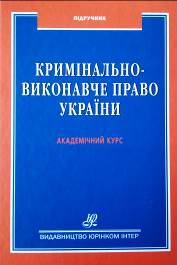 ПІДРУЧНИК
КРИМІНАЛЬНО-
ВИКОНАВЧЕ ПРАВО
УКРАЇНИ
АКАДЕМІЧНИЙ КУРС
ВИДАВНИЦТВО ЮРІНКОМ ІНТЕР